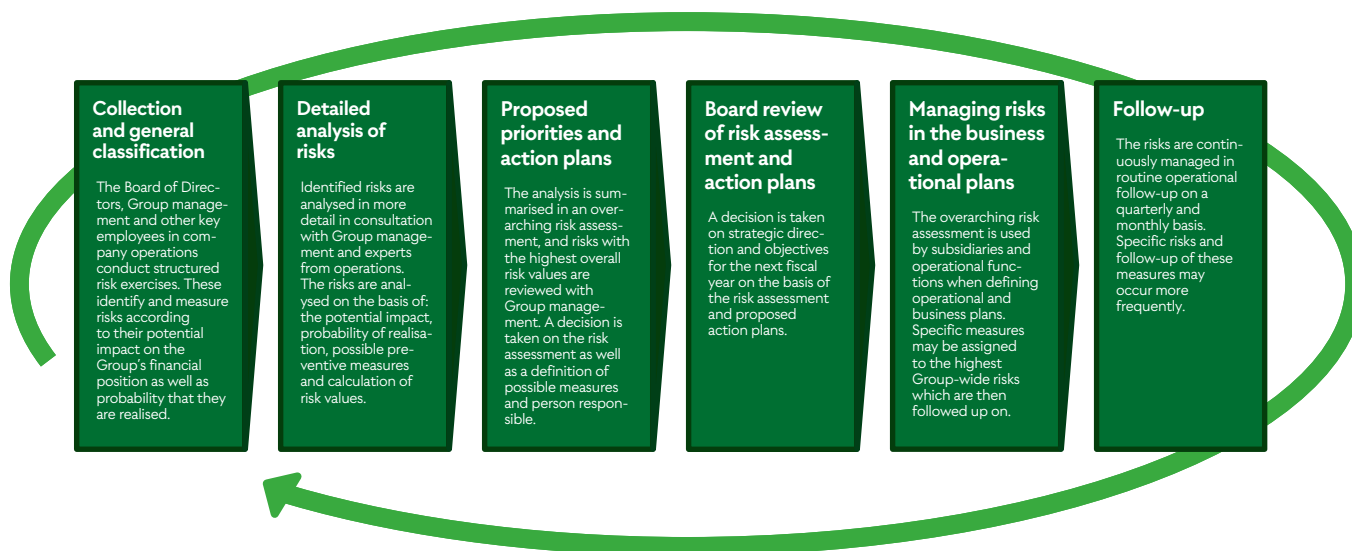 Collection
and general
classification
The Board of Direc-
tors, Group manage-
ment and other key
employees in com-
pany operations
conduct structured
risk exercises. These
identify and measure
risks according
to their potential
impact on the
Group's financial
position as well as
probability that they
are realised.
Detailed
analysis of
risks
Identified risks are
analysed in more
detail in consultation
with Group manage-
ment and experts
from operations.
The risks are anal-
ysed on the basis of:
the potential impact,
probability of realisa-
tion, possible pre-
ventive measures
and calculation of
risk values.
Proposed
priorities and
action plans
The analysis is sum-
marised in an over-
arching risk assess-
ment, and risks with
the highest overall
risk values are
reviewed with
Group manage-
ment. A decision is
taken on the risk
assessment as well
as a definition of
possible measures
and person respon-
sible.
Board review
of risk assess-
ment and
action plans
A decision is taken
on strategic direc-
tion and objectives
for the next fiscal
year on the basis of
the risk assessment
and proposed
action plans.
Managing risks
in the business
and opera-
tional plans
The overarching risk
assessment is used
by subsidiaries and
operational func-
tions when defining
operational and
business plans.
Specific measures
may be assigned
to the highest
Group-wide risks
which are then
followed up on.
Follow-up
The risks are contin-
uously managed in
routine operational
follow-up on a
quarterly and
monthly basis.
Specific risks and
follow-up of these
measures may
occur more
frequently.